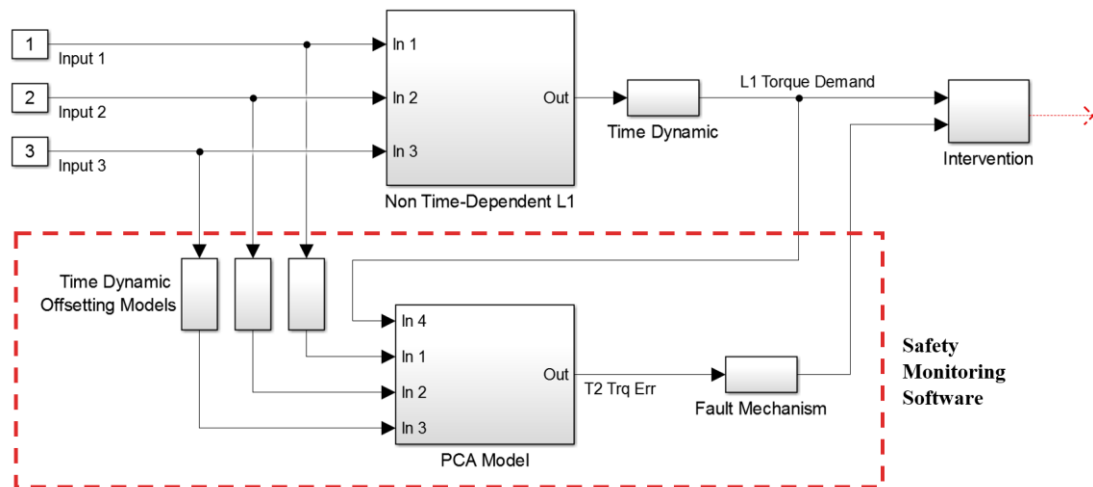 1
Input 1
2
Input 2
3
Input 3
In 1
In 2
In 3
Out
Non Time-Dependent L1
Time Dynamic
L1 Torque Demand
Intervention
Time Dynamic
Offsetting Models
In 4
In 1
In 2
In 3
Out
PCA Model
T2 Trq Err
Fault Mechanism
Safety
Monitoring
Software